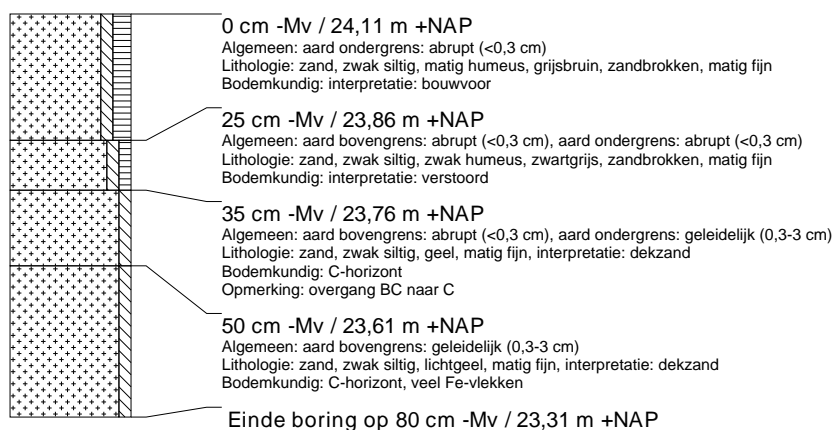 0 cm -Mv / 24,11 m +NAP
Algemeen: aard ondergrens: abrupt (<0,3 cm)
Lithologie: zand, zwak siltig, matig humeus, grijsbruin, zandbrokken, matig fijn
Bodemkundig: interpretatie: bouwvoor
25 cm -Mv / 23,86 m +NAP
Algemeen: aard bovengrens: abrupt (<0,3 cm), aard ondergrens: abrupt (<0,3 cm)
Lithologie: zand, zwak siltig, zwak humeus, zwartgrijs, zandbrokken, matig fijn
Bodemkundig: interpretatie: verstoord
35 cm -Mv / 23,76 m +NAP
Algemeen: aard bovengrens: abrupt (<0,3 cm), aard ondergrens: geleidelijk (0,3-3 cm)
Lithologie: zand, zwak siltig, geel, matig fijn, interpretatie: dekzand
Bodemkundig: C-horizont
Opmerking: overgang BC naar C
50 cm -Mv / 23,61 m +NAP
Algemeen: aard bovengrens: geleidelijk (0,3-3 cm)
Lithologie: zand, zwak siltig, lichtgeel, matig fijn, interpretatie: dekzand
Bodemkundig: C-horizont, veel Fe-vlekken
Einde boring op 80 cm -Mv / 23,31 m +NAP